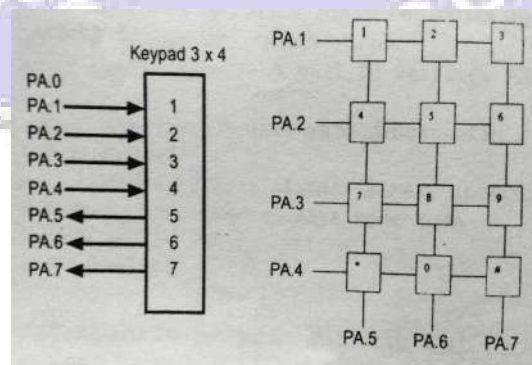 Keypad 3 x 4
PA.0
PA.1 1
PA.2 2
PA.3 3
PA.4 4
PA.5 5
PA.6 6
PA.7 7
PA.1 1 2 3
PA.2 4 5 6
PA.3 7 8 9
PA.4 * 0 #
PA.5 PA.6 PA.7